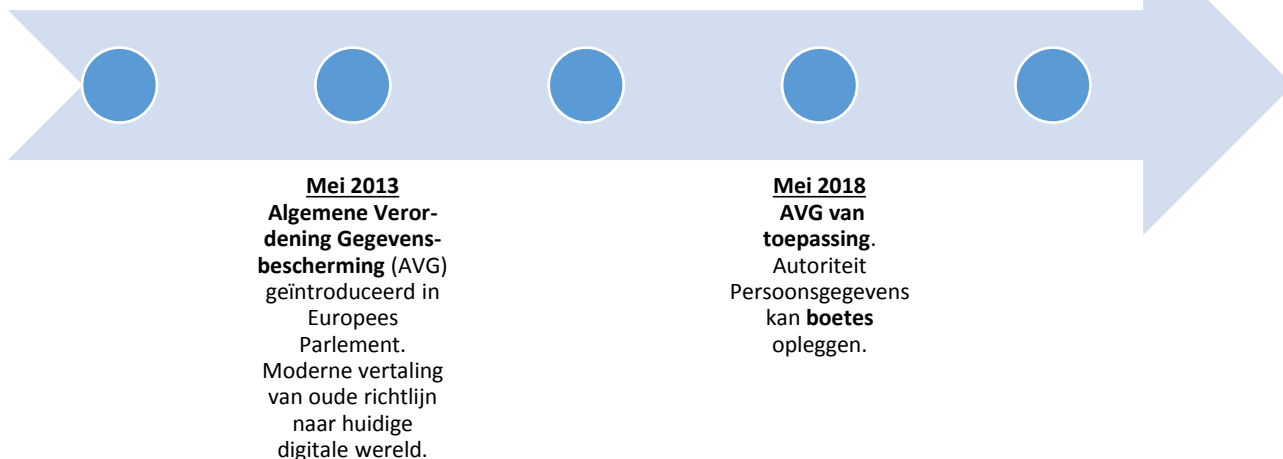 Mei 2013
Algemene Veror-
dening Gegevens-
bescherming (AVG)
geïntroduceerd in
Europees
Parlement.
Moderne vertaling
van oude richtlijn
naar huidige
digitale wereld.
Mei 2018
AVG van
toepassing.
Autoriteit
Persoonsgegevens
kan boetes
opleggen.